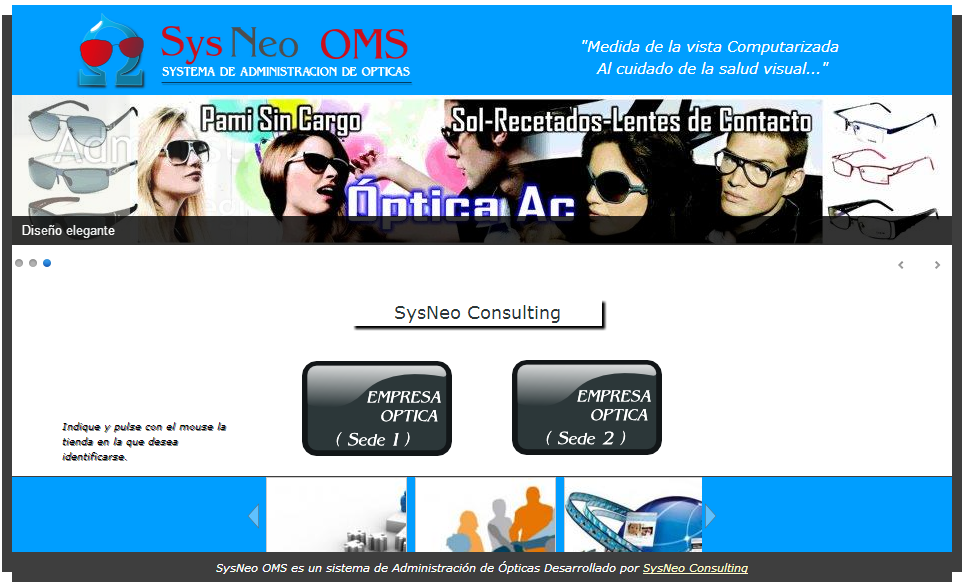 Sys Neo OMS
SYSTEMA DE ADMINISTRACION DE OPTICAS
"Medida de la vista Computarizada
Al cuidado de la salud visual..."
Pami Sin Cargo
Sol-Recetados-Lentes de Contacto
Óptica Ac
Diseño elegante
SysNeo Consulting
EMPRESA
OPTICA
( Sede 1 )
EMPRESA
OPTICA
( Sede 2 )
Indique y pulse con el mouse la
tienda en la que desea
identificarse.
SysNeo OMS es un sistema de Administración de Ópticas Desarrollado por SysNeo Consulting